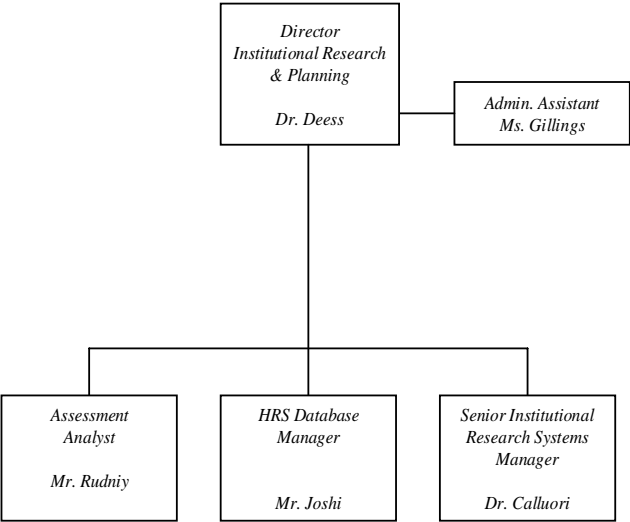 Director
Institutional Research
& Planning
Dr. Deess
Admin. Assistant
Ms. Gillings
Assessment
Analyst
Mr. Rudniy
HRS Database
Manager
Mr. Joshi
Senior Institutional
Research Systems
Manager
Dr. Calluori